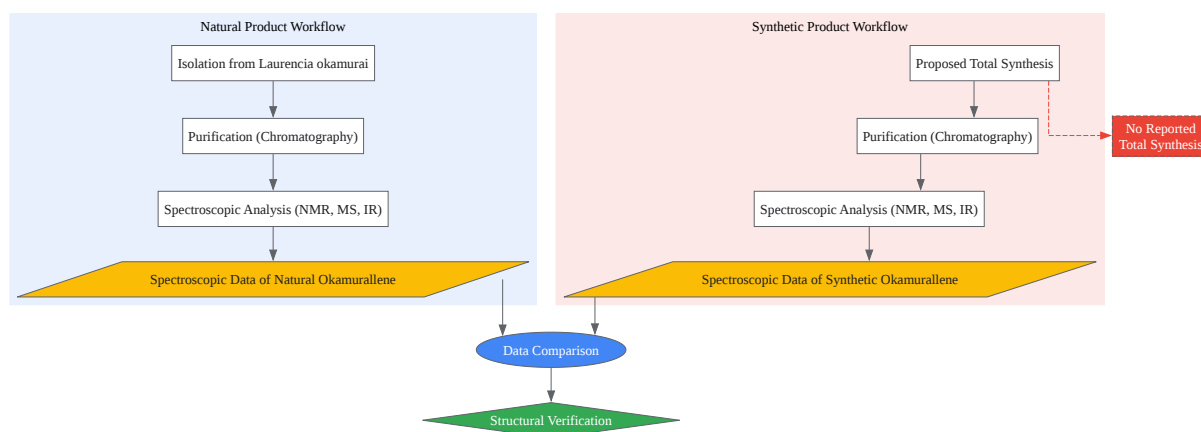 Natural Product Workflow
Isolation from Laurencia okamurai
Purification (Chromatography)
Spectroscopic Analysis (NMR, MS, IR)
Spectroscopic Data of Natural Okamurallene
Synthetic Product Workflow
Proposed Total Synthesis
No Reported
Total Synthesis
Purification (Chromatography)
Spectroscopic Analysis (NMR, MS, IR)
Spectroscopic Data of Synthetic Okamurallene
Data Comparison
Structural Verification